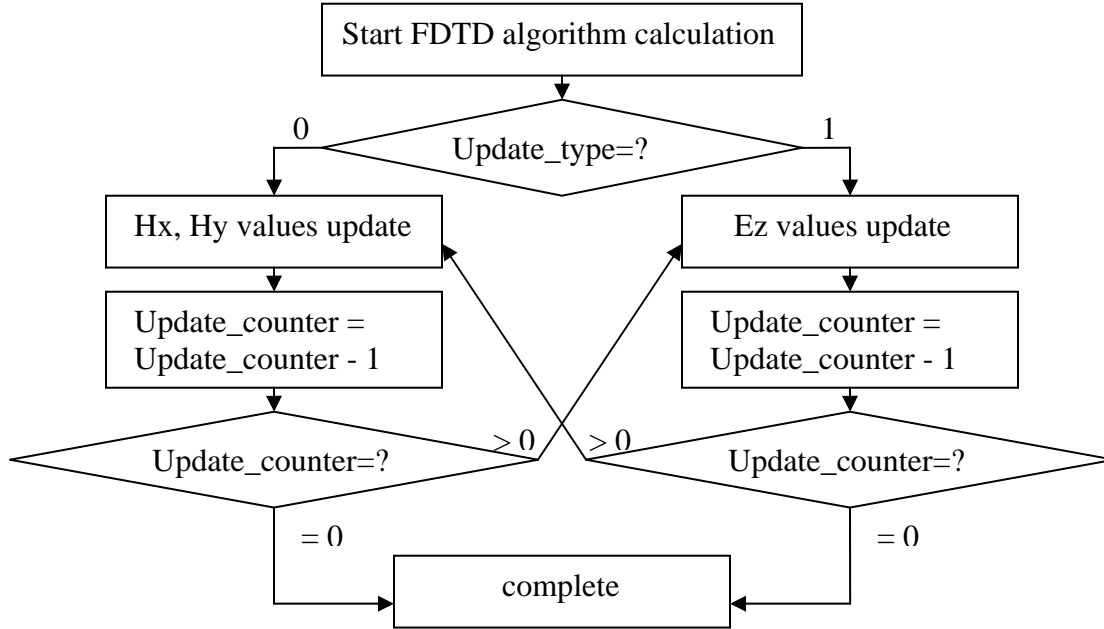 Start FDTD algorithm calculation
0
1
Update_type=?
Hx, Hy values update
Ez values update
Update_counter =
Update_counter - 1
Update_counter =
Update_counter - 1
> 0
> 0
Update_counter=?
Update_counter=?
= 0
= 0
complete